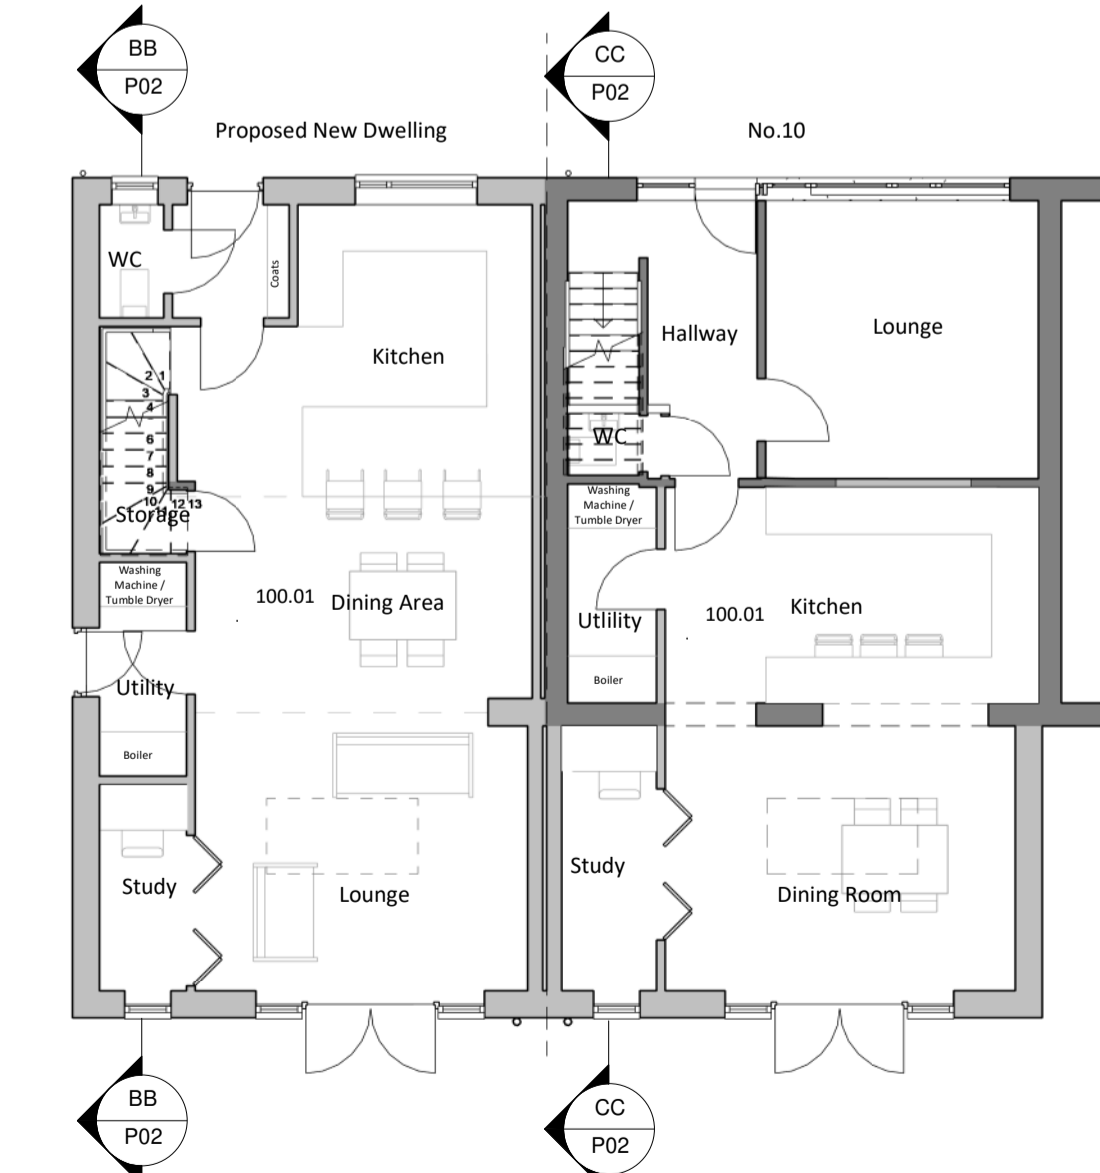 BB
P02
CC
P02
Proposed New Dwelling
No.10
WC
Coats
Kitchen
Hallway
Lounge
2 1
3
4
6
7
8
9
10
11
12 13
Storage
WC
Washing
Machine /
Tumble Dryer
Washing
Machine /
Tumble Dryer
100.01
Dining Area
Utlility
100.01
Kitchen
Utility
Boiler
Boiler
Study
Lounge
Study
Dining Room
BB
P02
CC
P02